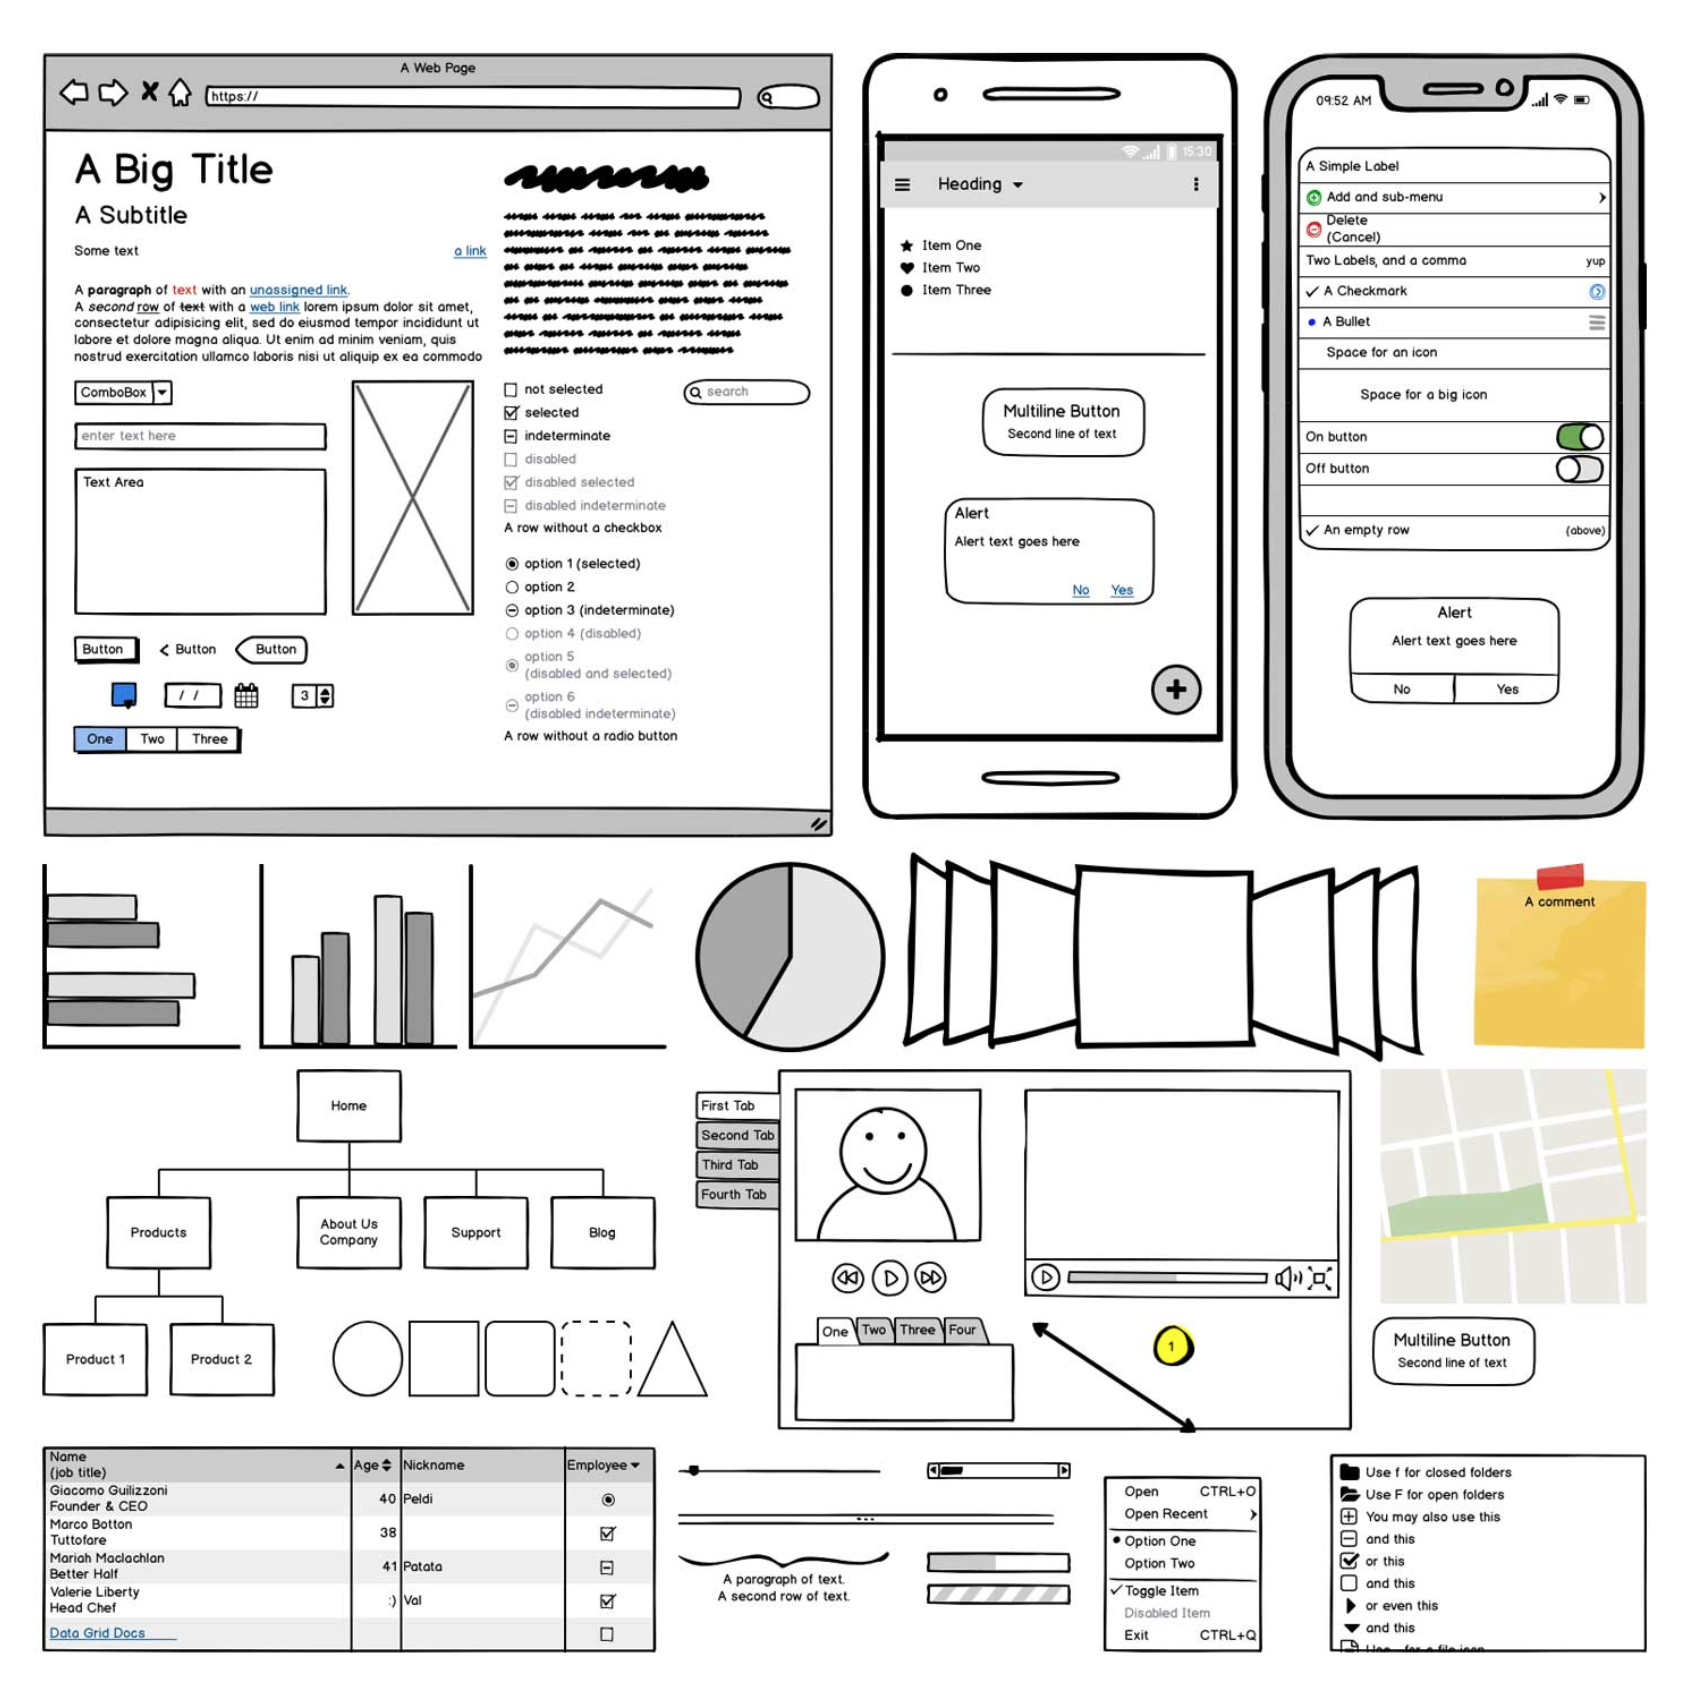 A Web Page
https://
A Big Title
A Subtitle
Some text
a link
A paragraph of text with an unassigned link.
A second row of text with a web link lorem ipsum dolor sit amet,
consectetur adipisicing elit, sed do eiusmod tempor incididunt ut
labore et dolore magna aliqua. Ut enim ad minim veniam, quis
nostrud exercitation ullamco laboris nisi ut aliquip ex ea commodo
ComboBox
enter text here
Text Area
Button
< Button
Button
/ /
3
One Two Three
not selected
search
selected
indeterminate
disabled
disabled selected
disabled indeterminate
A row without a checkbox
option 1 (selected)
option 2
option 3 (indeterminate)
option 4 (disabled)
option 5
(disabled and selected)
option 6
(disabled indeterminate)
A row without a radio button
15:30
Heading
Item One
Item Two
Item Three
Multiline Button
Second line of text
Alert
Alert text goes here
No Yes
+
09:52 AM
A Simple Label
Add and sub-menu
Delete
(Cancel)
Two Labels, and a comma yup
A Checkmark
A Bullet
Space for an icon
Space for a big icon
On button
Off button
An empty row (above)
Alert
Alert text goes here
No Yes
A comment
Home
Products
About Us
Company
Support
Blog
Product 1
Product 2
First Tab
Second Tab
Third Tab
Fourth Tab
One Two Three Four
1
Multiline Button
Second line of text
Name
(job title)
Age
Nickname
Employee
Giacomo Guilizzoni
Founder & CEO
40 Peldi
Marco Botton
Tuttofare
38
Mariah Maclachlan
Better Half
41 Patata
Valerie Liberty
Head Chef
:) Val
Data Grid Docs
A paragraph of text.
A second row of text.
Open CTRL+O
Open Recent
Option One
Option Two
Toggle Item
Disabled Item
Exit CTRL+Q
Use f for closed folders
Use F for open folders
You may also use this
and this
or this
and this
or even this
and this